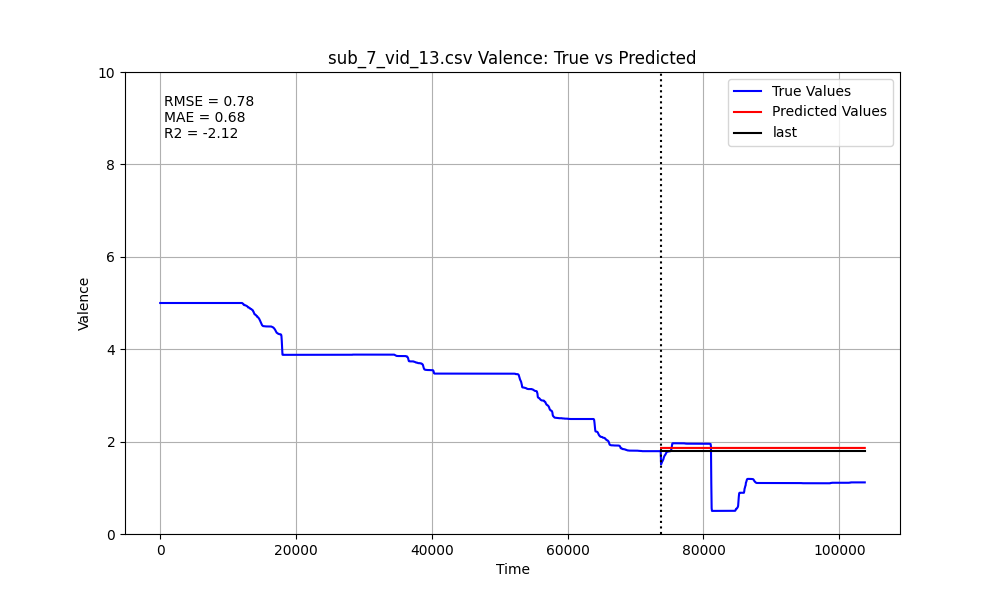 sub_7_vid_13.csv Valence: True vs Predicted
RMSE = 0.78
MAE = 0.68
R2 = -2.12
True Values
Predicted Values
last
Valence
10
8
6
4
2
0
0 20000 40000 60000 80000 100000
Time